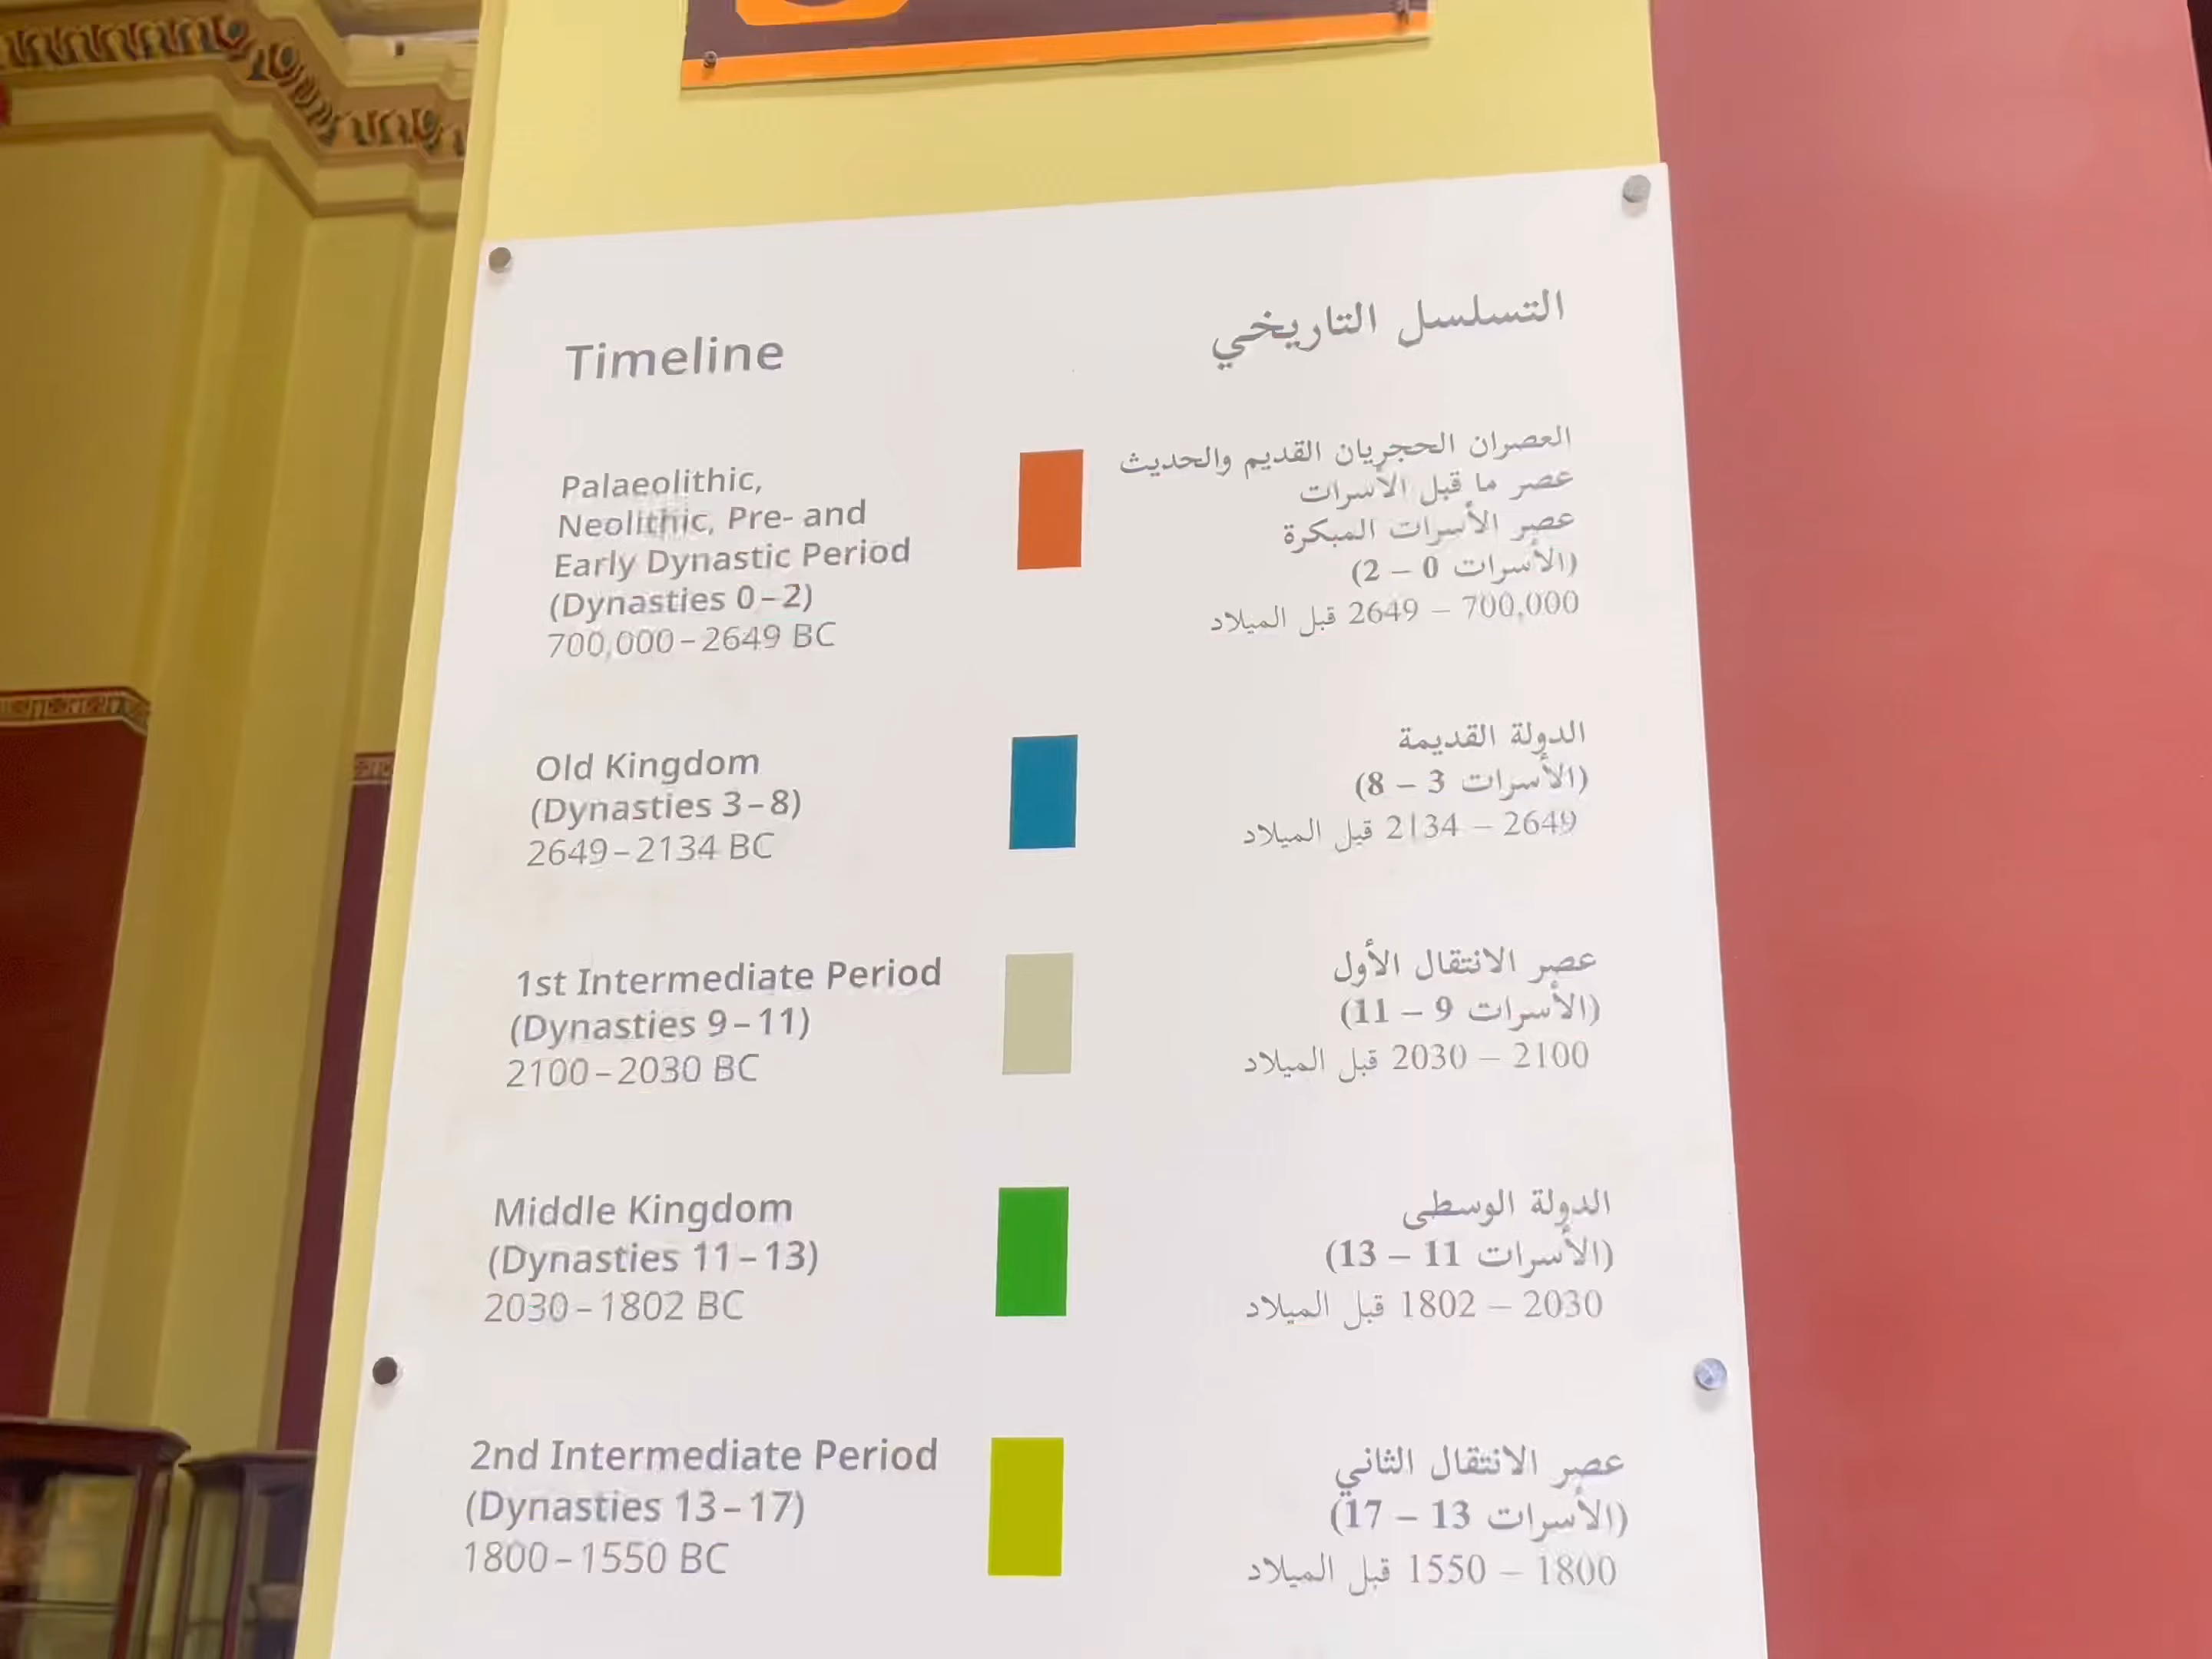 Timeline
التسلسل التاريخي
Palaeolithic,
Neolithic, Pre- and
Early Dynastic Period
(Dynasties 0–2)
700,000–2649 BC
العصران الحجريان القديم والحديث
عصر ما قبل الأسرات
عصر الأسرات المبكرة
(الأسرات 0 – 2)
700,000 – 2649 قبل الميلاد
Old Kingdom
(Dynasties 3–8)
2649–2134 BC
الدولة القديمة
(الأسرات 3 – 8)
2649 – 2134 قبل الميلاد
1st Intermediate Period
(Dynasties 9–11)
2100–2030 BC
عصر الانتقال الأول
(الأسرات 9 – 11)
2100 – 2030 قبل الميلاد
Middle Kingdom
(Dynasties 11–13)
2030–1802 BC
الدولة الوسطى
(الأسرات 11 – 13)
2030 – 1802 قبل الميلاد
2nd Intermediate Period
(Dynasties 13–17)
1800–1550 BC
عصر الانتقال الثاني
(الأسرات 13 – 17)
1800 – 1550 قبل الميلاد